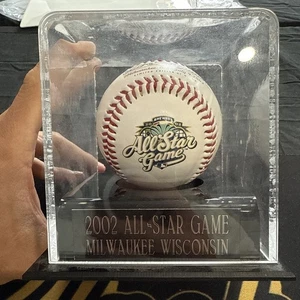 All Star
Game
2002 ALL-STAR GAME
MILWAUKEE WISCONSIN